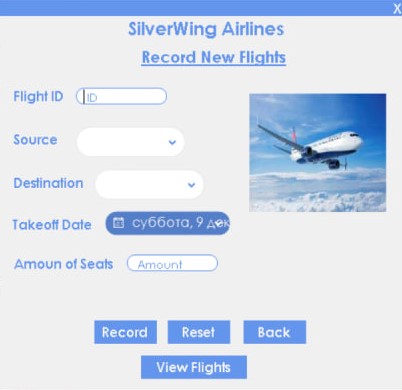 X
SilverWing Airlines
Record New Flights
Flight ID ID
Source
Destination
Takeoff Date суббота, 9 дек
Amoun of Seats Amount
Record Reset Back
View Flights